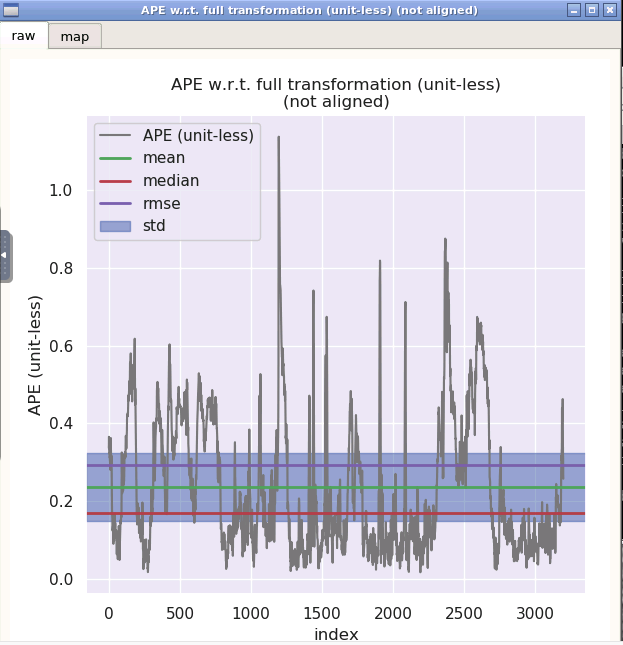 APE w.r.t. full transformation (unit-less) (not aligned)
raw
map
APE w.r.t. full transformation (unit-less)
(not aligned)
APE (unit-less)
mean
median
rmse
std
1.0
0.8
0.6
0.4
0.2
0.0
APE (unit-less)
0 500 1000 1500 2000 2500 3000
index